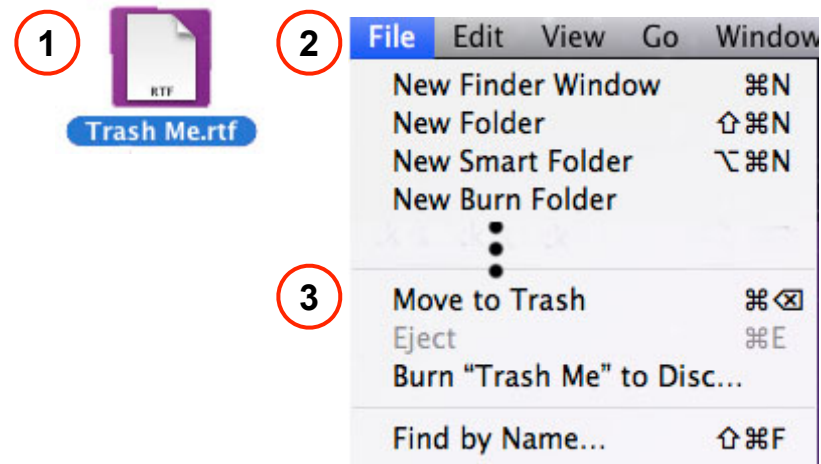 1
RTF
Trash Me.rtf
2
File Edit View Go Window
New Finder Window ⌘N
New Folder ⇧⌘N
New Smart Folder ⌥⌘N
New Burn Folder
3
Move to Trash ⌘⌫
Eject ⌘E
Burn “Trash Me” to Disc...
Find by Name... ⇧⌘F